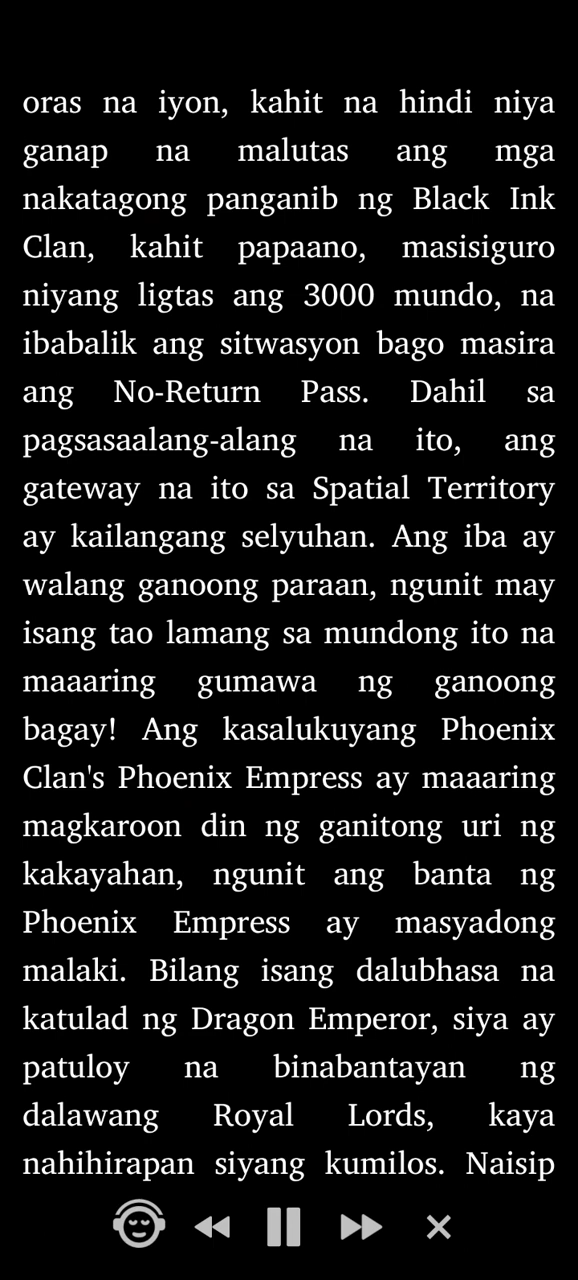 oras na iyon, kahit na hindi niya
ganap na malutas ang mga
nakatagong panganib ng Black Ink
Clan, kahit papaano, masisiguro
niyang ligtas ang 3000 mundo, na
ibabalik ang sitwasyon bago masira
ang No-Return Pass. Dahil sa
pagsasaalang-alang na ito, ang
gateway na ito sa Spatial Territory
ay kailangang selyuhan. Ang iba ay
walang ganoong paraan, ngunit may
isang tao lamang sa mundong ito na
maaaring gumawa ng ganoong
bagay! Ang kasalukuyang Phoenix
Clan's Phoenix Empress ay maaaring
magkaroon din ng ganitong uri ng
kakayahan, ngunit ang banta ng
Phoenix Empress ay masyadong
malaki. Bilang isang dalubhasa na
katulad ng Dragon Emperor, siya ay
patuloy na binabantayan ng
dalawang Royal Lords, kaya
nahihirapan siyang kumilos. Naisip